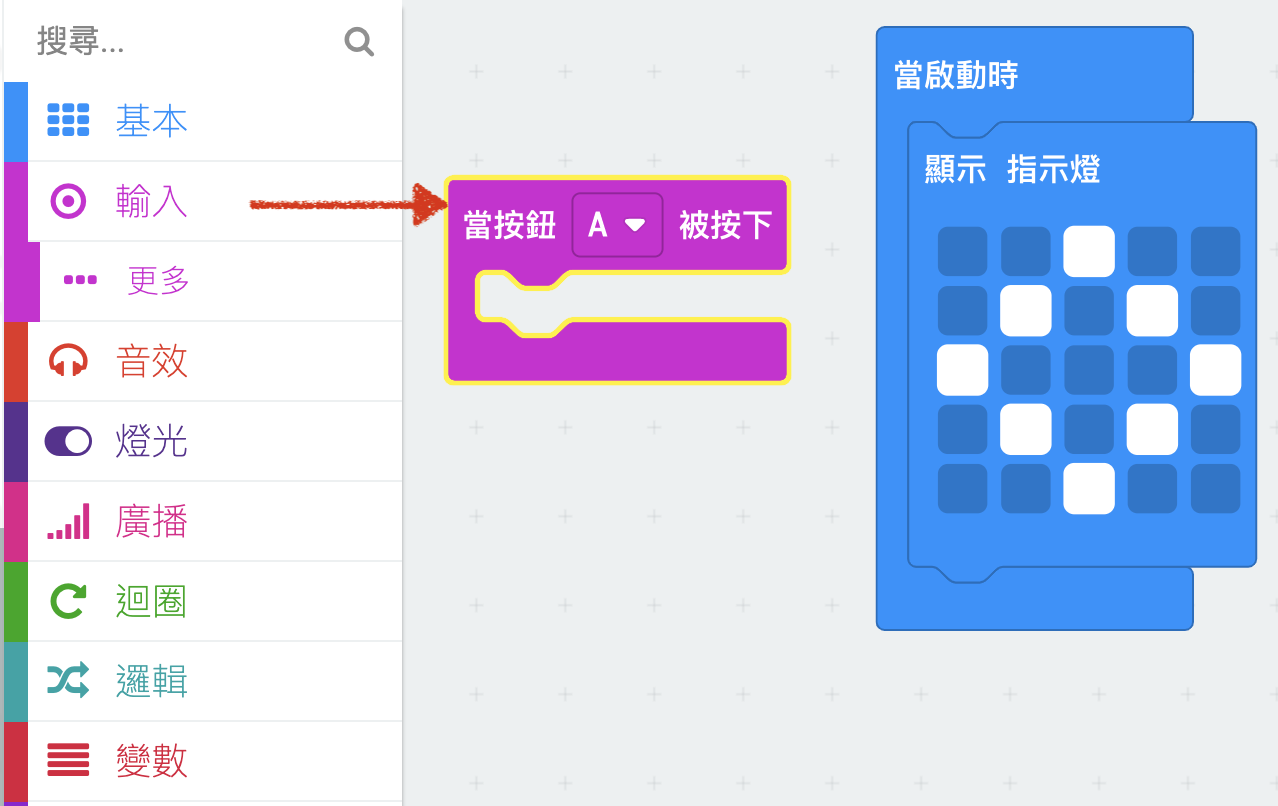 搜尋...
基本
輸入
更多
音效
燈光
廣播
迴圈
邏輯
變數
當按鈕 A 被按下
當啟動時
顯示 指示燈